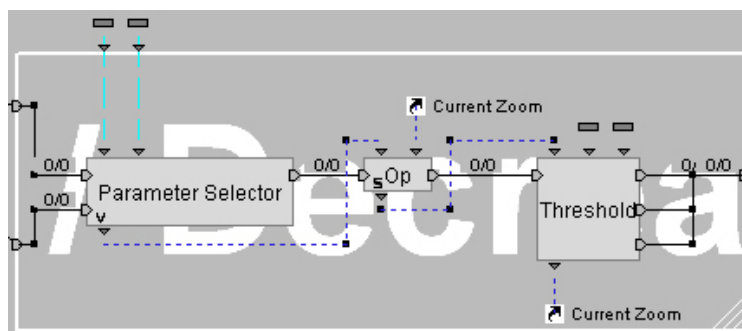 Current Zoom
0/0
0/0
0/0
0/0 0/0
Parameter Selector
S
Op
0/0
V
Threshold
/ Decr a
Current Zoom